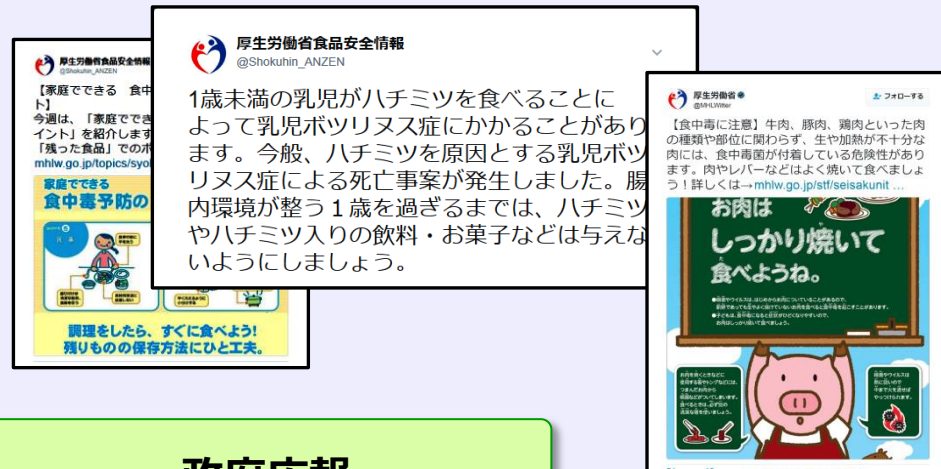 厚生労働省食品安全情報
@Shokuhin_ANZEN
【家庭でできる 食中
ト】
今週は、「家庭ででき
イント」を紹介します
「残った食品」でのポ
mhlw.go.jp/topics/syo
家庭でできる
食中毒予防の
調理をしたら、すぐに食べよう!
残りものの保存方法にひと工夫。
厚生労働省食品安全情報
@Shokuhin_ANZEN
1歳未満の乳児がハチミツを食べることに
よって乳児ボツリヌス症にかかることがあり
ます。今般、ハチミツを原因とする乳児ボツ
リヌス症による死亡事案が発生しました。腸
内環境が整う1歳を過ぎるまでは、ハチミツ
やハチミツ入りの飲料・お菓子などは与えな
いようにしましょう。
厚生労働省
@MHLWitter
フォローする
【食中毒に注意】牛肉、豚肉、鶏肉といった肉
の種類や部位に関わらず、生や加熱が不十分な
肉には、食中毒菌が付着している危険性があり
ます。肉やレバーなどはよく焼いて食べましょ
う!詳しくは→mhlw.go.jp/stf/seisakunit ...
お肉は
しっかり焼いて
食べようね。
政府広報